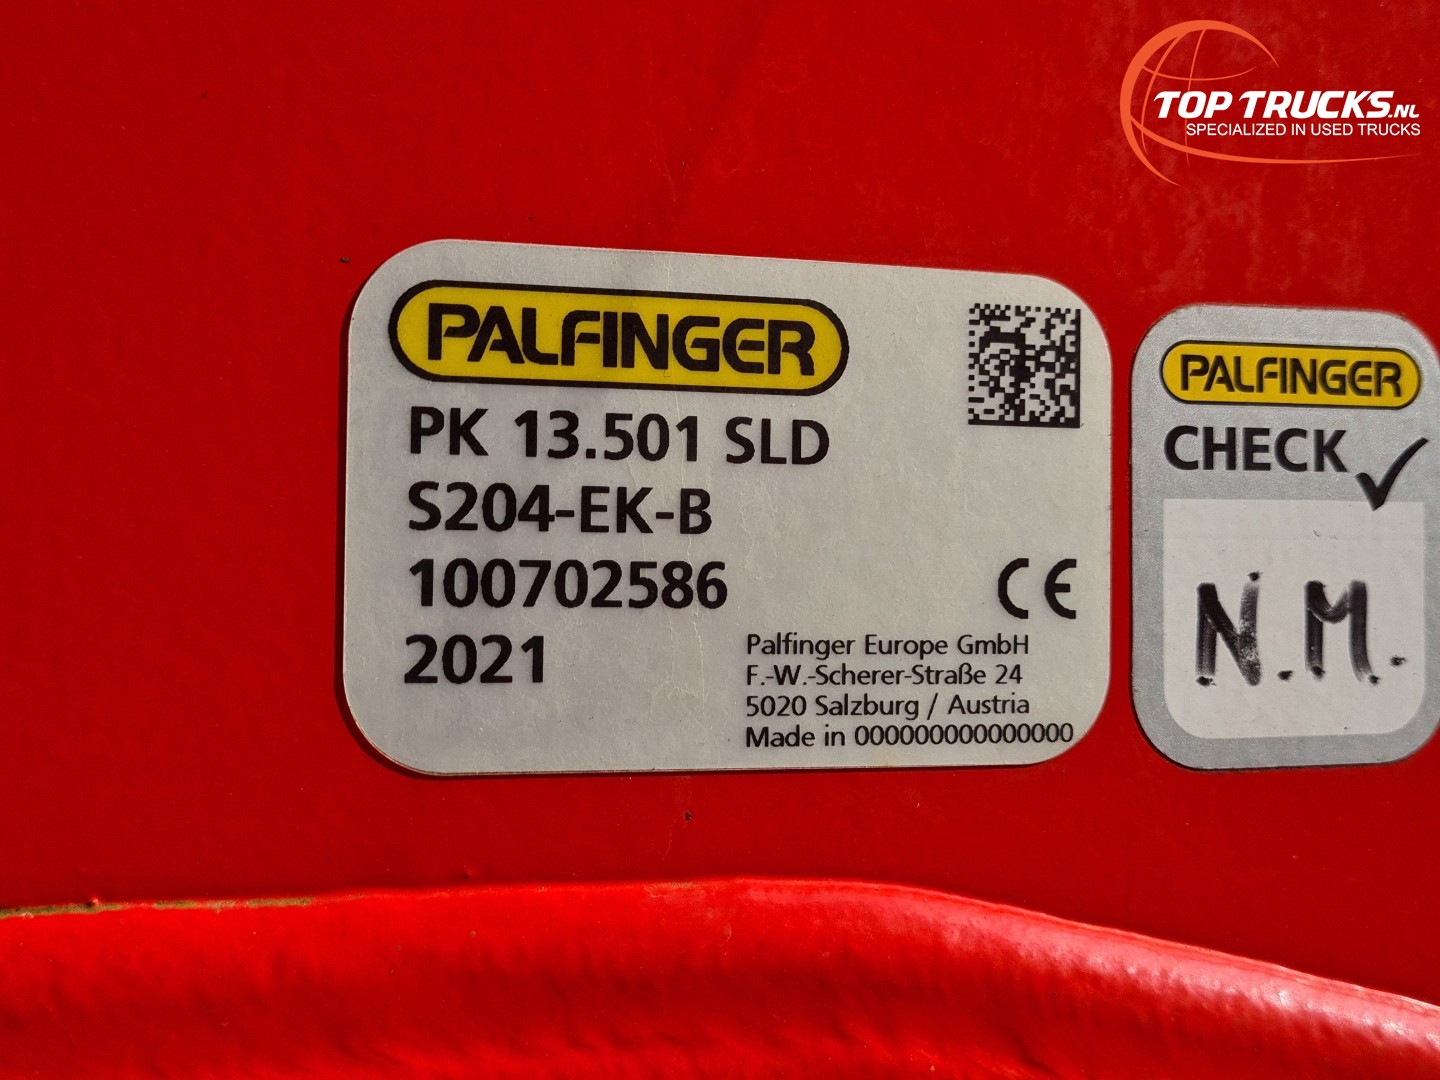 TOP TRUCKS.NL
SPECIALIZED IN USED TRUCKS
PALFINGER
PK 13.501 SLD
S204-EK-B
100702586
2021
Palfinger Europe GmbH
F.-W.-Scherer-Straße 24
5020 Salzburg / Austria
Made in 000000000000000
CE
PALFINGER
CHECK
N.M.